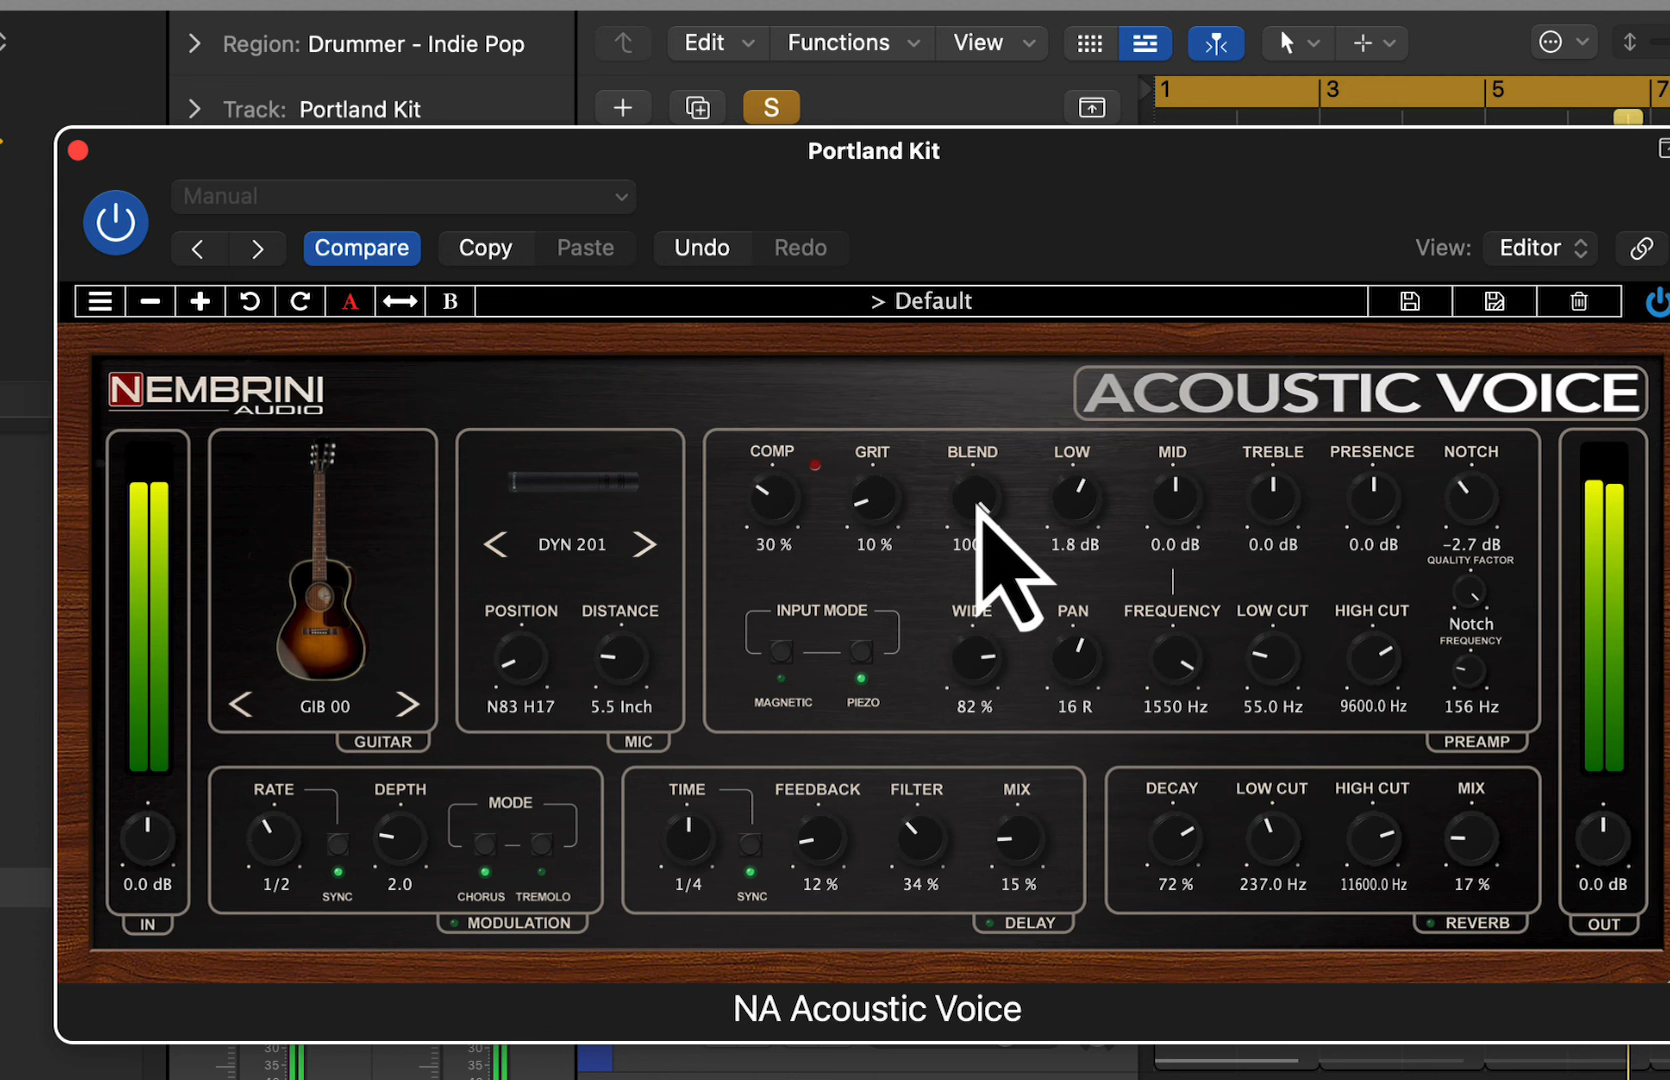 Region: Drummer - Indie Pop
Edit
Functions
View
Track: Portland Kit
S
1
3
5
7
Portland Kit
Manual
Compare
Copy
Paste
Undo
Redo
View:
Editor
A
B
> Default
NEMBRINI
AUDIO
ACOUSTIC VOICE
COMP
GRIT
BLEND
LOW
MID
TREBLE
PRESENCE
NOTCH
DYN 201
30 %
10 %
1.8 dB
0.0 dB
0.0 dB
0.0 dB
-2.7 dB
QUALITY FACTOR
POSITION
DISTANCE
INPUT MODE
WIDE
PAN
FREQUENCY
LOW CUT
HIGH CUT
Notch
FREQUENCY
MAGNETIC
PIEZO
GIB 00
N83 H17
5.5 Inch
82 %
16 R
1550 Hz
55.0 Hz
9600.0 Hz
156 Hz
GUITAR
MIC
PREAMP
RATE
DEPTH
MODE
TIME
FEEDBACK
FILTER
MIX
DECAY
LOW CUT
HIGH CUT
MIX
0.0 dB
1/2
SYNC
2.0
CHORUS
TREMOLO
1/4
SYNC
12 %
34 %
15 %
72 %
237.0 Hz
11600.0 Hz
17 %
0.0 dB
IN
MODULATION
DELAY
REVERB
OUT
NA Acoustic Voice
30
35
30
35